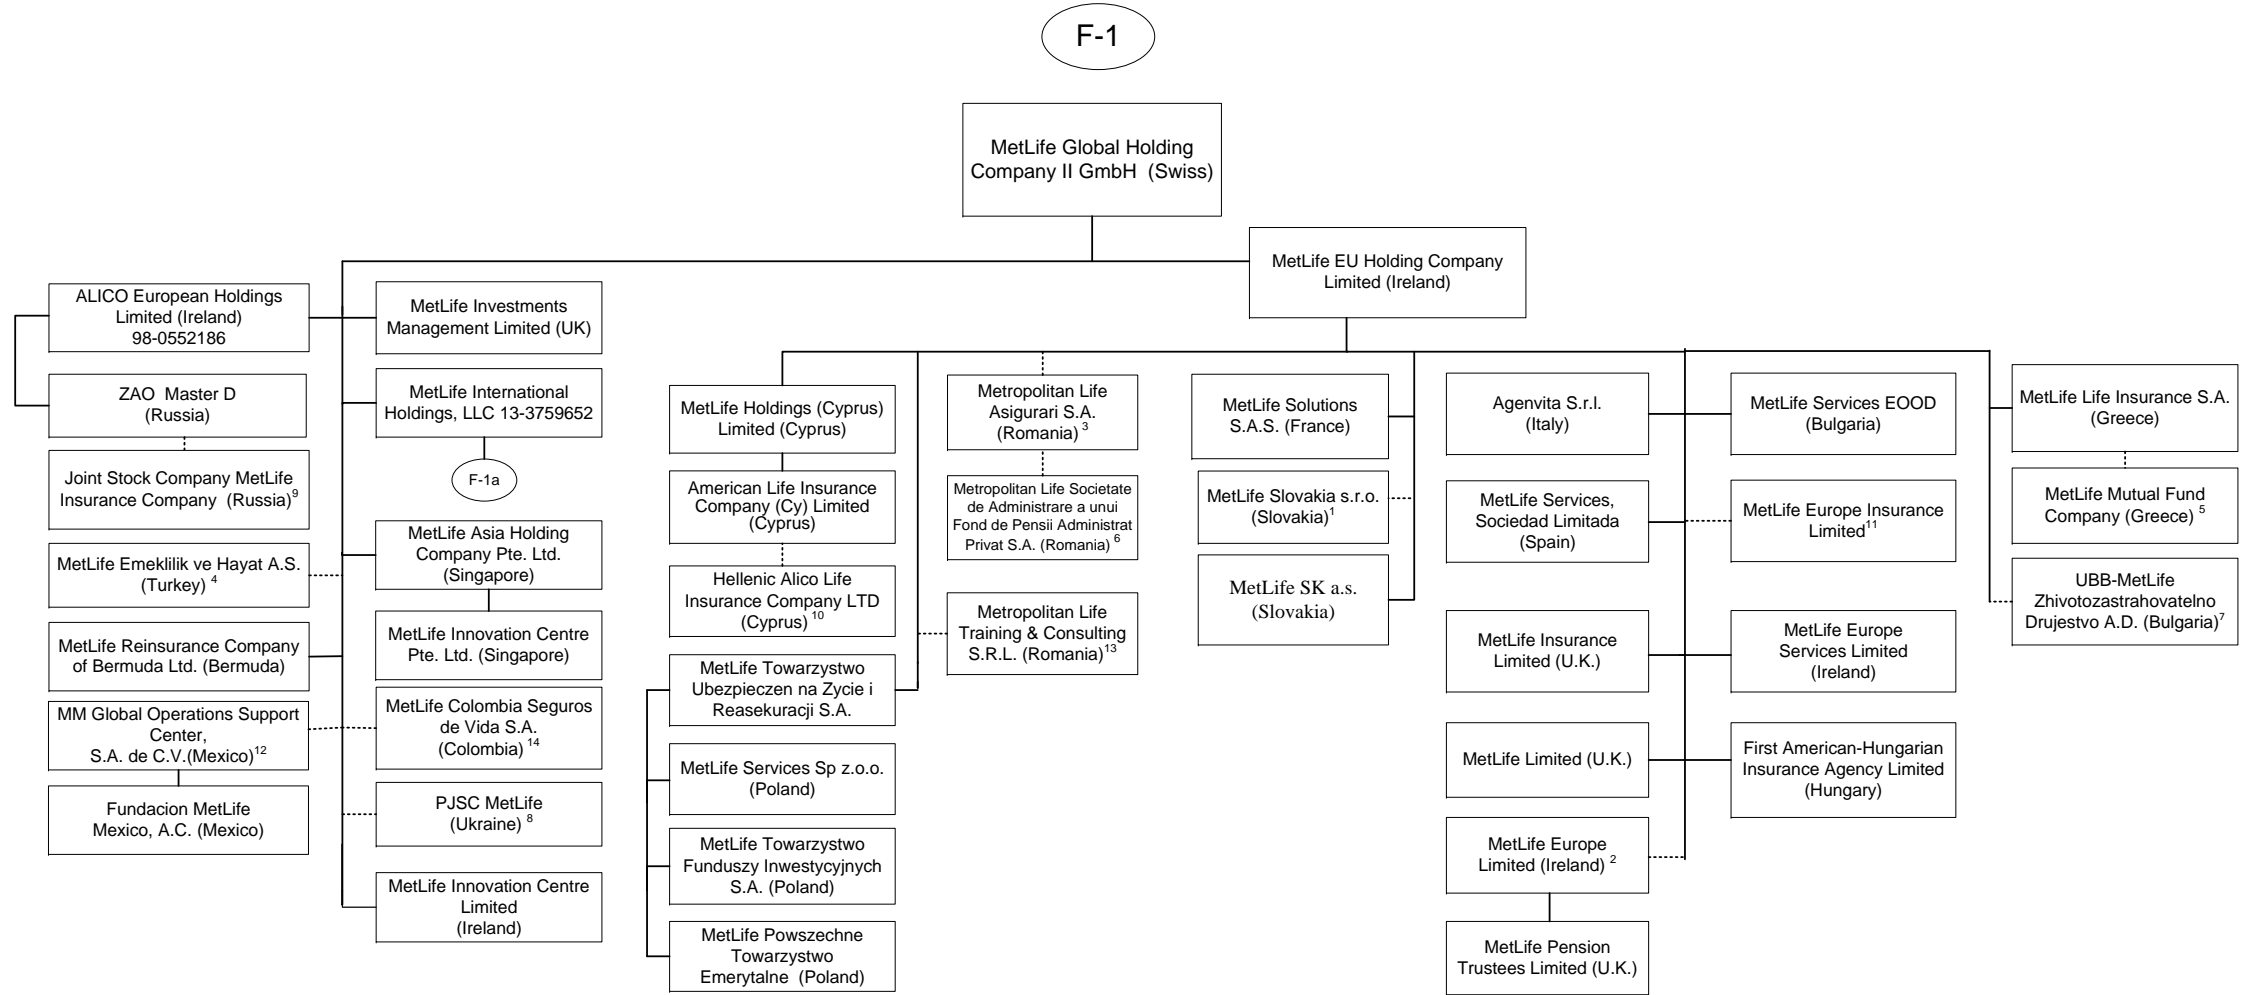 F-1
MetLife Global Holding
Company II GmbH (Swiss)
MetLife EU Holding Company
Limited (Ireland)
ALICO European Holdings
Limited (Ireland)
98-0552186
ZAO Master D
(Russia)
Joint Stock Company MetLife
Insurance Company (Russia)9
MetLife Emeklilik ve Hayat A.S.
(Turkey) 4
MetLife Reinsurance Company
of Bermuda Ltd. (Bermuda)
MM Global Operations Support
Center,
S.A. de C.V.(Mexico)12
Fundacion MetLife
Mexico, A.C. (Mexico)
MetLife Investments
Management Limited (UK)
MetLife International
Holdings, LLC 13-3759652
F-1a
MetLife Asia Holding
Company Pte. Ltd.
(Singapore)
MetLife Innovation Centre
Pte. Ltd. (Singapore)
MetLife Colombia Seguros
de Vida S.A.
(Colombia) 14
PJSC MetLife
(Ukraine) 8
MetLife Innovation Centre
Limited
(Ireland)
MetLife Holdings (Cyprus)
Limited (Cyprus)
American Life Insurance
Company (Cy) Limited
(Cyprus)
Hellenic Alico Life
Insurance Company LTD
(Cyprus) 10
MetLife Towarzystwo
Ubezpieczen na Zycie i
Reasekuracji S.A.
MetLife Services Sp z.o.o.
(Poland)
MetLife Towarzystwo
Funduszy Inwestycyjnych
S.A. (Poland)
MetLife Powszechne
Towarzystwo
Emerytalne (Poland)
Metropolitan Life
Asigurari S.A.
(Romania) 3
Metropolitan Life Societate
de Administrare a unui
Fond de Pensii Administrat
Privat S.A. (Romania) 6
Metropolitan Life
Training & Consulting
S.R.L. (Romania)13
MetLife Solutions
S.A.S. (France)
MetLife Slovakia s.r.o.
(Slovakia)1
MetLife SK a.s.
(Slovakia)
Agenvita S.r.l.
(Italy)
MetLife Services,
Sociedad Limitada
(Spain)
MetLife Insurance
Limited (U.K.)
MetLife Limited (U.K.)
MetLife Europe
Limited (Ireland) 2
MetLife Pension
Trustees Limited (U.K.)
MetLife Services EOOD
(Bulgaria)
MetLife Europe Insurance
Limited11
MetLife Europe
Services Limited
(Ireland)
First American-Hungarian
Insurance Agency Limited
(Hungary)
MetLife Life Insurance S.A.
(Greece)
MetLife Mutual Fund
Company (Greece) 5
UBB-MetLife
Zhivotozastrahovatelno
Drujestvo A.D. (Bulgaria)7